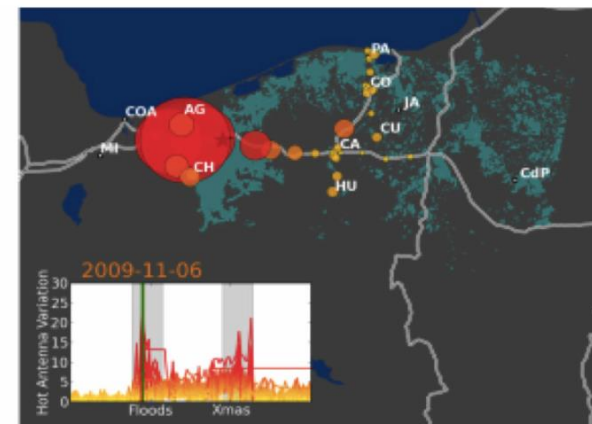 PA
CO
JA
COA
AG
CU
MI
CA
CH
CdP
HU
2009-11-06
Hot Antenna Variation
30
25
20
15
10
5
0
Floods
Xmas